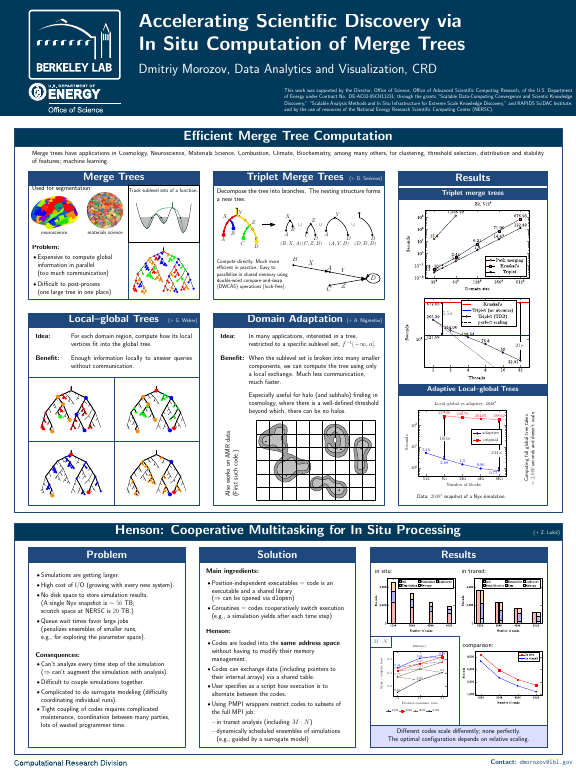 BERKELEY LAB
U.S. DEPARTMENT OF
ENERGY
Office of Science
Accelerating Scientific Discovery via
In Situ Computation of Merge Trees
Dmitriy Morozov, Data Analytics and Visualization, CRD
This work was supported by the Director, Office of Science, Office of Advanced Scientific Computing Research, of the U.S. Department
of Energy under Contract No. DE-AC02-05CH11231, through the grants "Scalable Data-Computing Convergence and Scientific Knowledge
Discovery," "Scalable Analysis Methods and In Situ Infrastructure for Extreme Scale Knowledge Discovery," and RAPIDS SciDAC Institute;
and by the use of resources of the National Energy Research Scientific Computing Center (NERSC).
Efficient Merge Tree Computation
Merge trees have applications in Cosmology, Neuroscience, Materials Science, Combustion, Climate, Biochemistry, among many others, for clustering, threshold selection, distribution and stability
of features; machine learning.
Merge Trees
Used for segmentation:
neuroscience
materials science
Track sublevel sets of a function.
Problem:
• Expensive to compute global
information in parallel
(too much communication)
• Difficult to post-process
(one large tree in one place)
Triplet Merge Trees (+ D. Smirnov)
Decompose the tree into branches. The nesting structure forms
a new tree.
(B, X, A) (C, Z, D) (A, Y, D) (D, D, D)
Compute directly. Much more
efficient in practice. Easy to
parallelize in shared memory using
double-word compare-and-swap
(DWCAS) operations (lock-free).
Results
Triplet merge trees
Seconds
Path merging
Kruskal's
Triplet
Domain size
Kruskal's
Triplet (no atomics)
Triplet (TBB)
perfect scaling
Seconds
Threads
Local–global Trees (+ G. Weber)
Idea: For each domain region, compute how its local
vertices fit into the global tree.
Benefit: Enough information locally to answer queries
without communication.
Domain Adaptation (+ A. Nigmetov)
Idea: In many applications, interested in a tree,
restricted to a specific sublevel set, f⁻¹(−∞, a].
Benefit: When the sublevel set is broken into many smaller
components, we can compute the tree using only
a local exchange. Much less communication,
much faster.
Especially useful for halo (and subhalo) finding in
cosmology, where there is a well-defined threshold
beyond which, there can be no halos.
Also works on AMR data.
(First such code.)
Adaptive Local–global Trees
Local–global vs adaptive, 2048³
Seconds
adaptive
original
Number of blocks
Data: 2048³ snapshot of a Nyx simulation.
Henson: Cooperative Multitasking for In Situ Processing (+ Z. Lukić)
Problem
• Simulations are getting larger.
• High cost of I/O (growing with every new system).
• No disk space to store simulation results.
(A single Nyx snapshot is ~ 56 TB;
scratch space at NERSC is 20 TB.)
• Queue wait times favor large jobs
(penalizes ensembles of smaller runs,
e.g., for exploring the parameter space).
Consequences:
• Can't analyze every time step of the simulation
(⇒ can't augment the simulation with analysis).
• Difficult to couple simulations together.
• Complicated to do surrogate modeling (difficulty
coordinating individual runs).
• Tight coupling of codes requires complicated
maintenance, coordination between many parties,
lots of wasted programmer time.
Solution
Main ingredients:
• Position-independent executables = code is an
executable and a shared library
(⇒ can be opened via dlopen)
• Coroutines = codes cooperatively switch execution
(e.g., a simulation yields after each time step)
Henson:
• Codes are loaded into the same address space
without having to modify their memory
management.
• Codes can exchange data (including pointers to
their internal arrays) via a shared table.
• User specifies as a script how execution is to
alternate between the codes.
• Using PMPI wrappers restrict codes to subsets of
the full MPI job:
–in transit analysis (including M : N)
–dynamically scheduled ensembles of simulations
(e.g., guided by a surrogate model)
Results
in situ:
in transit:
M : N
comparison:
Different codes scale differently; none perfectly.
The optimal configuration depends on relative scaling.
Computational Research Division
Contact: dmorozov@lbl.gov